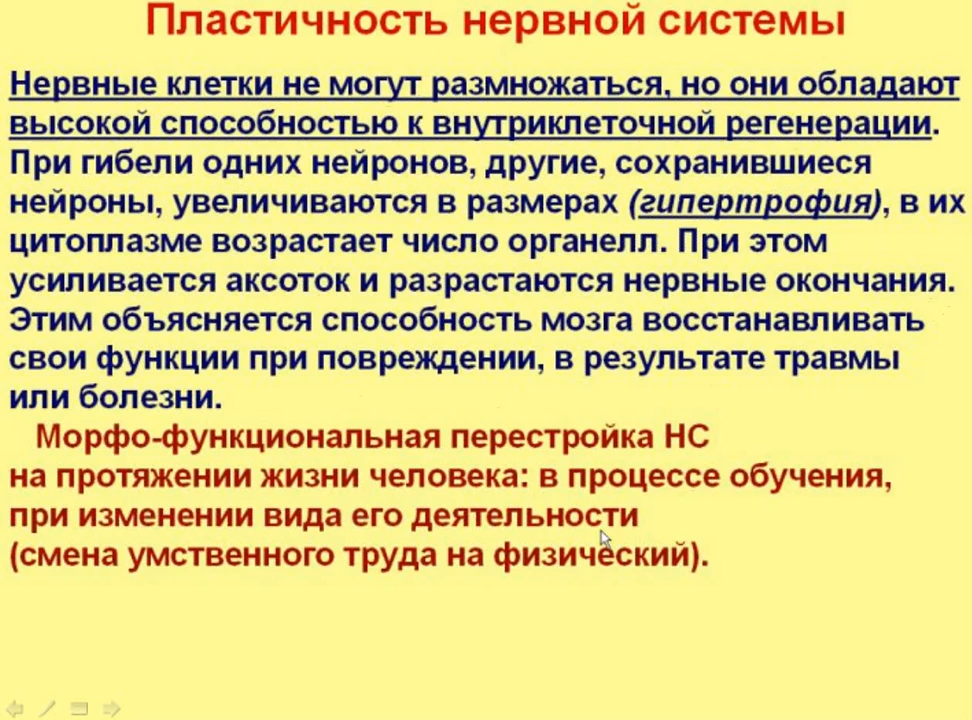 Пластичность нервной системы
Нервные клетки не могут размножаться, но они обладают
высокой способностью к внутриклеточной регенерации.
При гибели одних нейронов, другие, сохранившиеся
нейроны, увеличиваются в размерах (гипертрофия), в их
цитоплазме возрастает число органелл. При этом
усиливается аксоток и разрастаются нервные окончания.
Этим объясняется способность мозга восстанавливать
свои функции при повреждении, в результате травмы
или болезни.
Морфо-функциональная перестройка НС
на протяжении жизни человека: в процессе обучения,
при изменении вида его деятельности
(смена умственного труда на физический).